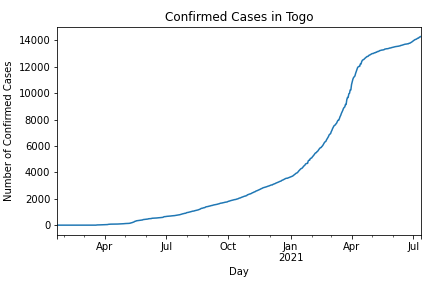 Confirmed Cases in Togo
14000
12000
10000
8000
6000
4000
2000
0
Number of Confirmed Cases
Apr Jul Oct Jan Apr Jul
2021
Day